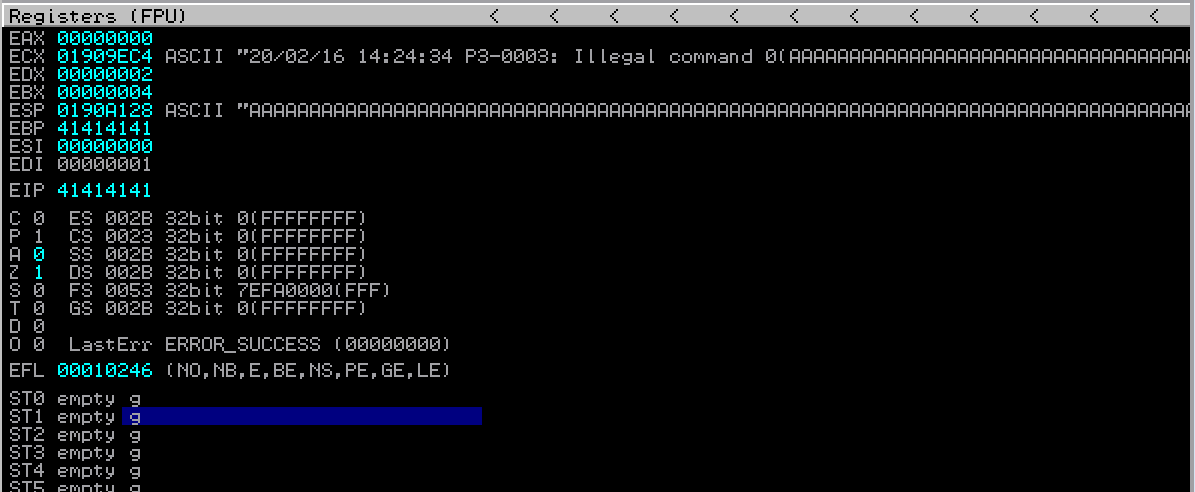 Registers (FPU) < < < < < < < < < < < <
EAX 00000000
ECX 01909EC4 ASCII "20/02/16 14:24:34 P3-0003: Illegal command 0(AAAAAAAAAAAAAAAAAAAAAAAAAAAAAAAAAA
EDX 00000002
EBX 00000004
ESP 0190A128 ASCII "AAAAAAAAAAAAAAAAAAAAAAAAAAAAAAAAAAAAAAAAAAAAAAAAAAAAAAAAAAAAAAAAAAAAAAAAAAAAAAA
EBP 41414141
ESI 00000000
EDI 00000001
EIP 41414141
C 0 ES 002B 32bit 0(FFFFFFFF)
P 1 CS 0023 32bit 0(FFFFFFFF)
A 0 SS 002B 32bit 0(FFFFFFFF)
Z 1 DS 002B 32bit 0(FFFFFFFF)
S 0 FS 0053 32bit 7EFA0000(FFF)
T 0 GS 002B 32bit 0(FFFFFFFF)
D 0
O 0 LastErr ERROR_SUCCESS (00000000)
EFL 00010246 (NO,NB,E,BE,NS,PE,GE,LE)
ST0 empty g
ST1 empty g
ST2 empty g
ST3 empty g
ST4 empty g
ST5 empty g